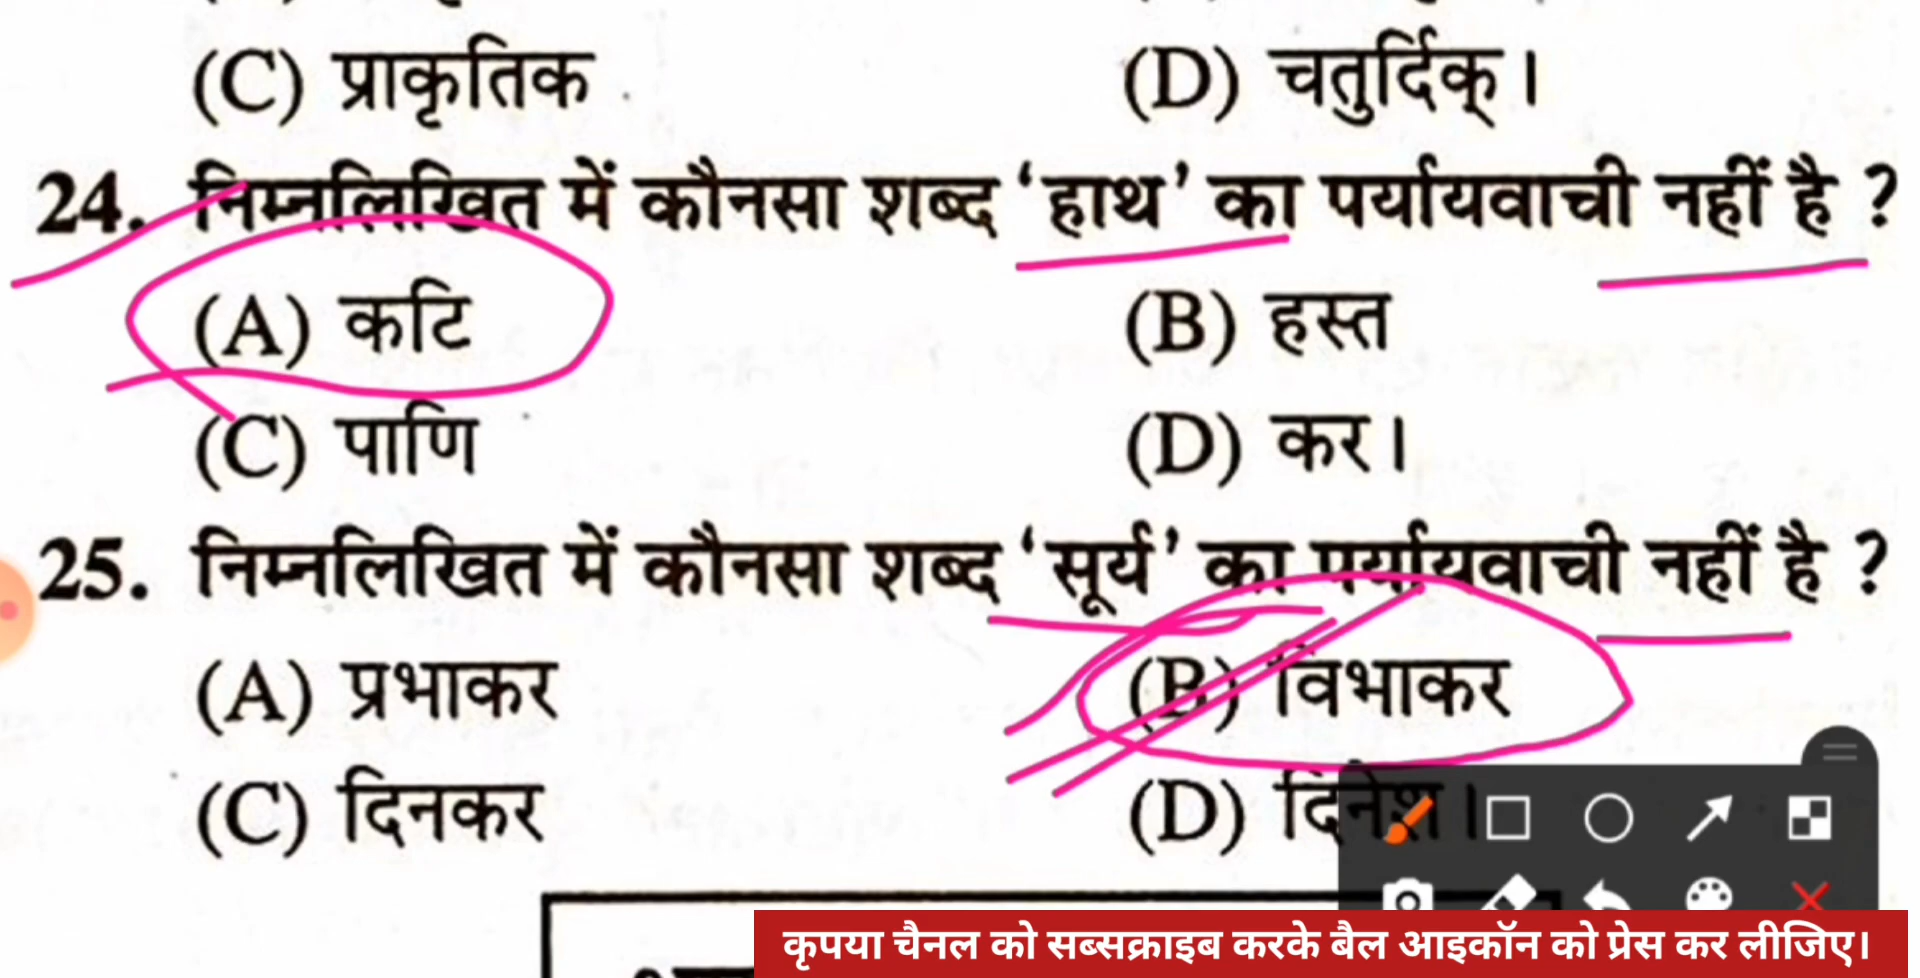 (C) प्राकृतिक (D) चतुर्दिक्।
24. निम्नलिखित में कौनसा शब्द ‘हाथ’ का पर्यायवाची नहीं है ?
(A) कटि (B) हस्त
(C) पाणि (D) कर।
25. निम्नलिखित में कौनसा शब्द ‘सूर्य’ का पर्यायवाची नहीं है ?
(A) प्रभाकर (B) विभाकर
(C) दिनकर (D) दिनेश।
कृपया चैनल को सब्सक्राइब करके बैल आइकॉन को प्रेस कर लीजिए।